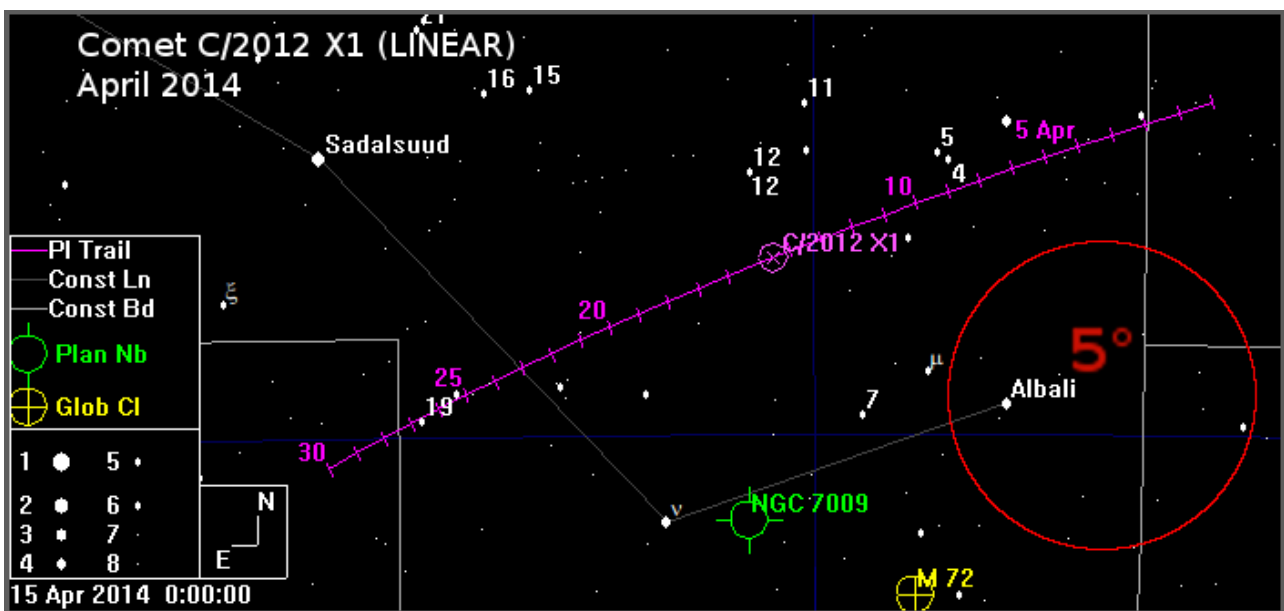 Comet C/2012 X1 (LINEAR)
April 2014
21
16
15
11
Sadalsuud
12
12
5
4
5 Apr
10
C/2012 X1
20
25
19
30
ξ
μ
7
Albali
5°
ν
NGC 7009
M 72
Pl Trail
Const Ln
Const Bd
Plan Nb
Glob Cl
1 5
2 6
3 7
4 8
N
E
15 Apr 2014 0:00:00